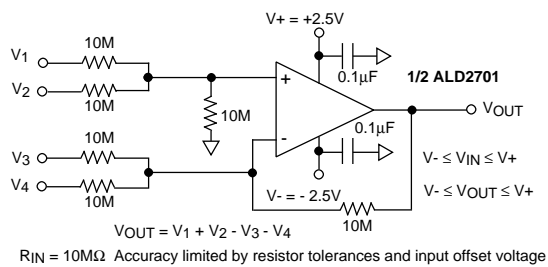 V+ = +2.5V
10M
V1
V2
10M
0.1µF
1/2 ALD2701
+
10M
VOUT
-
0.1µF
10M
V3
V4
10M
V- = - 2.5V
V- ≤ VIN ≤ V+
V- ≤ VOUT ≤ V+
10M
VOUT = V1 + V2 - V3 - V4
RIN = 10MΩ Accuracy limited by resistor tolerances and input offset voltage